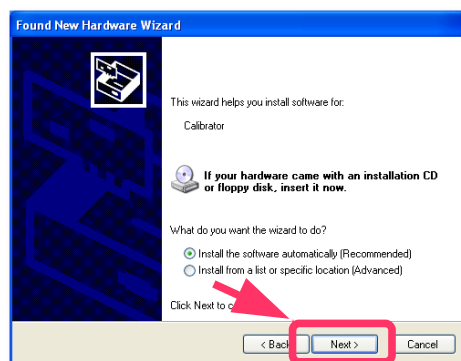 Found New Hardware Wizard
This wizard helps you install software for:
Calibrator
If your hardware came with an installation CD
or floppy disk, insert it now.
What do you want the wizard to do?
Install the software automatically (Recommended)
Install from a list or specific location (Advanced)
Click Next to
< Back
Next >
Cancel